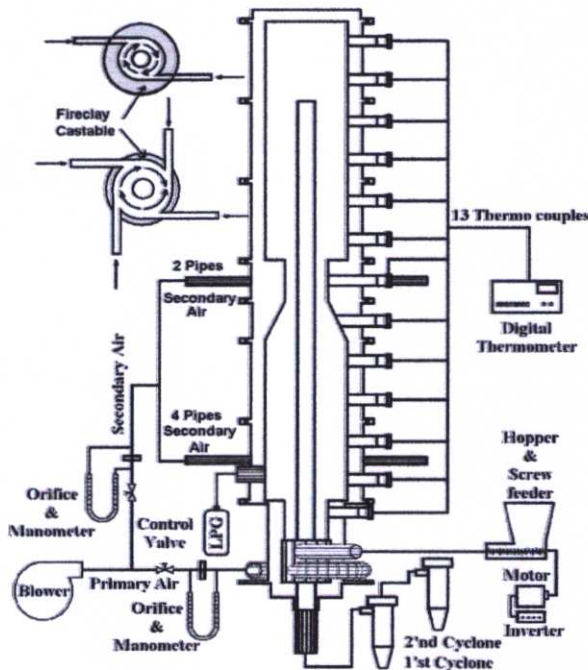 Fireclay
Castable
13 Thermo couples
2 Pipes
Secondary
Air
Digital
Thermometer
Secondary Air
4 Pipes
Secondary
Air
Hopper
&
Screw
feeder
Orifice
&
Manometer
Control
Valve
LPG
Blower
Primary Air
Orifice
&
Manometer
Motor
Inverter
2'nd Cyclone
1'st Cyclone